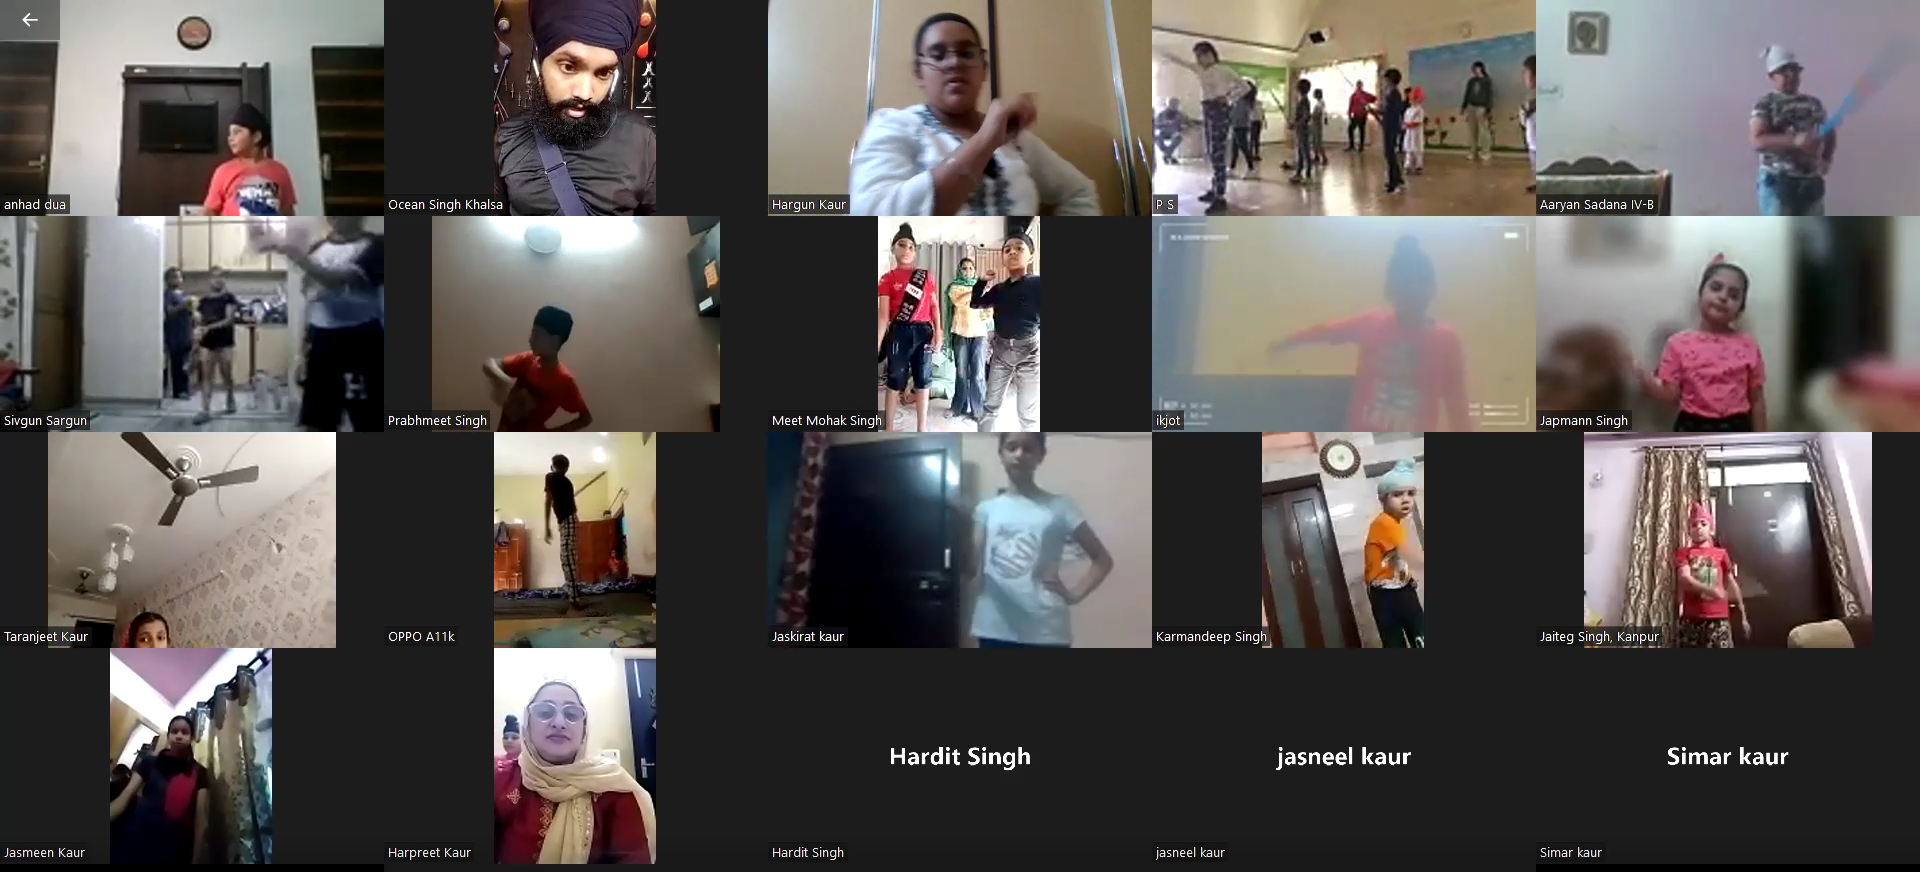 anhad dua
Ocean Singh Khalsa
Hargun Kaur
P S
Aaryan Sadana IV-B
Sivgun Sargun
Prabhmeet Singh
Meet Mohak Singh
ikjot
Japmann Singh
Taranjeet Kaur
OPPO A11k
Jaskirat kaur
Karmandeep Singh
Jaiteg Singh, Kanpur
Hardit Singh
jasneel kaur
Simar kaur
Jasmeen Kaur
Harpreet Kaur
Hardit Singh
jasneel kaur
Simar kaur